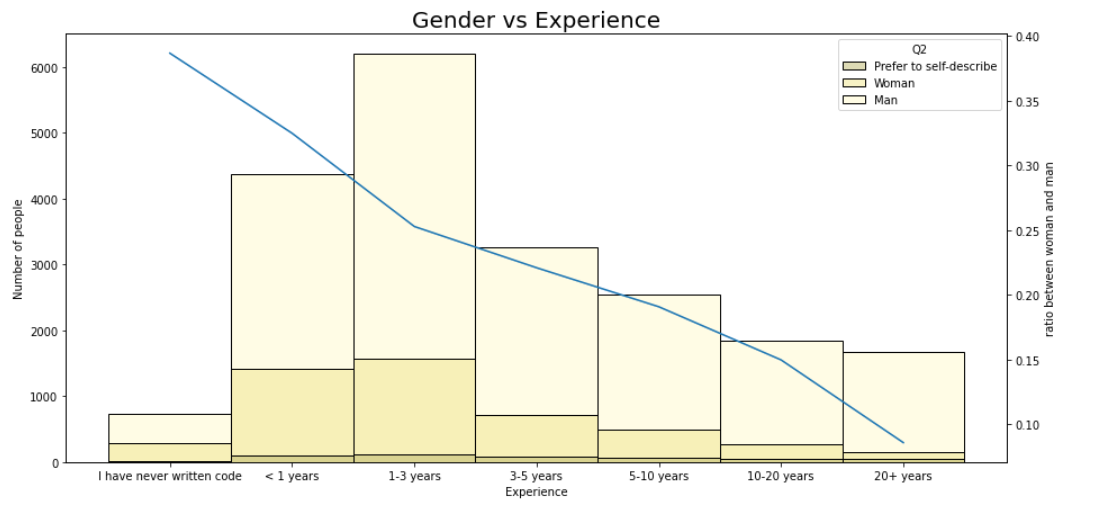 Gender vs Experience
Q2
Prefer to self-describe
Woman
Man
Number of people
6000
5000
4000
3000
2000
1000
0
0.40
0.35
0.30
0.25
0.20
0.15
0.10
ratio between woman and man
I have never written code
< 1 years
1-3 years
3-5 years
5-10 years
10-20 years
20+ years
Experience